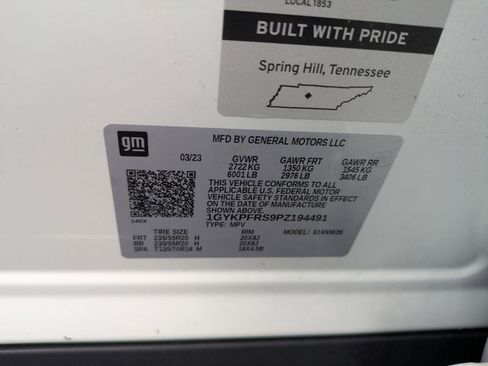 LOCAL 1853
BUILT WITH PRIDE
Spring Hill, Tennessee
gm
MFD BY GENERAL MOTORS LLC
03/23 GVWR GAWR FRT GAWR RR
2722 KG 1350 KG 1545 KG
6001 LB 2976 LB 3406 LB
THIS VEHICLE CONFORMS TO ALL
APPLICABLE U.S. FEDERAL MOTOR
VEHICLE SAFETY STANDARDS IN EFFECT
ON THE DATE OF MANUFACTURE SHOWN
ABOVE.
1GYKPFRS9PZ194491
TYPE: MPV MODEL:
TIRE SIZE RIM
FRT 235/55R20 H 20X8J
RR 235/55R20 H 20X8J
SPA T135/70R18 M 18X4.5B